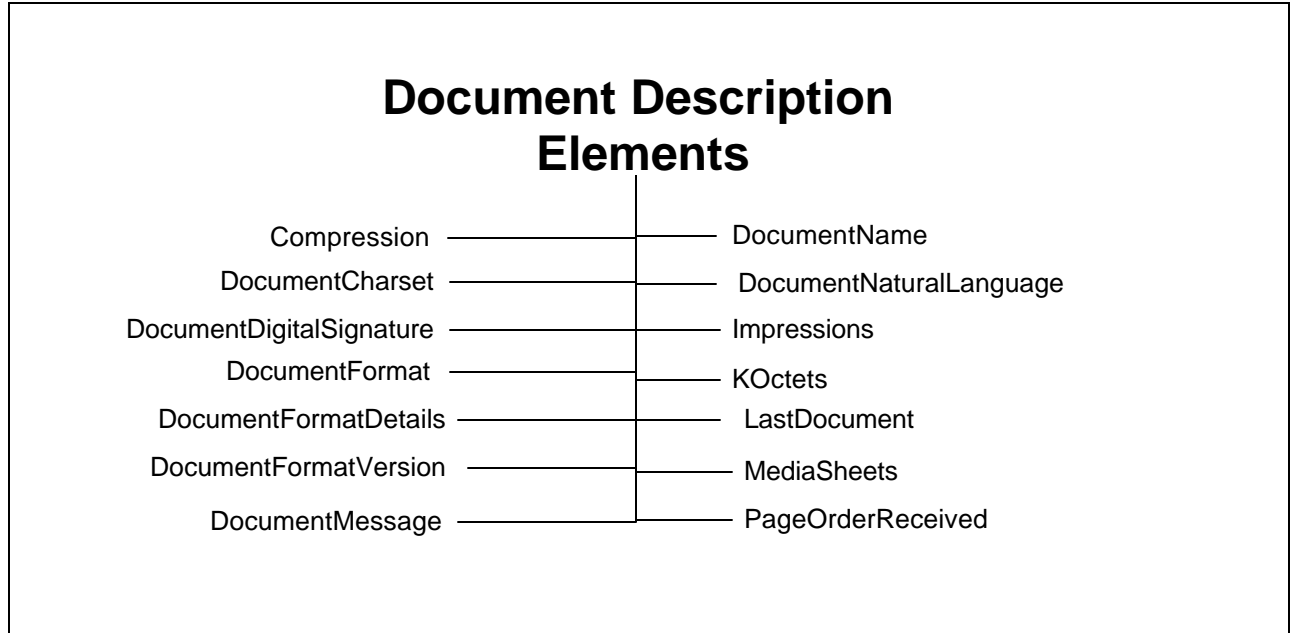 Document Description
Elements
Compression
DocumentCharset
DocumentDigitalSignature
DocumentFormat
DocumentFormatDetails
DocumentFormatVersion
DocumentMessage
DocumentName
DocumentNaturalLanguage
Impressions
KOctets
LastDocument
MediaSheets
PageOrderReceived